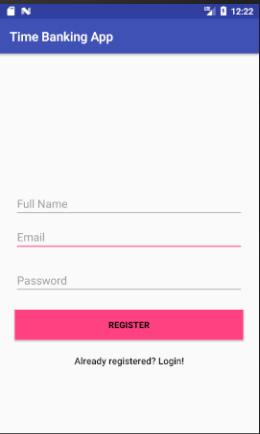 12:22
Time Banking App
Full Name
Email
Password
REGISTER
Already registered? Login!